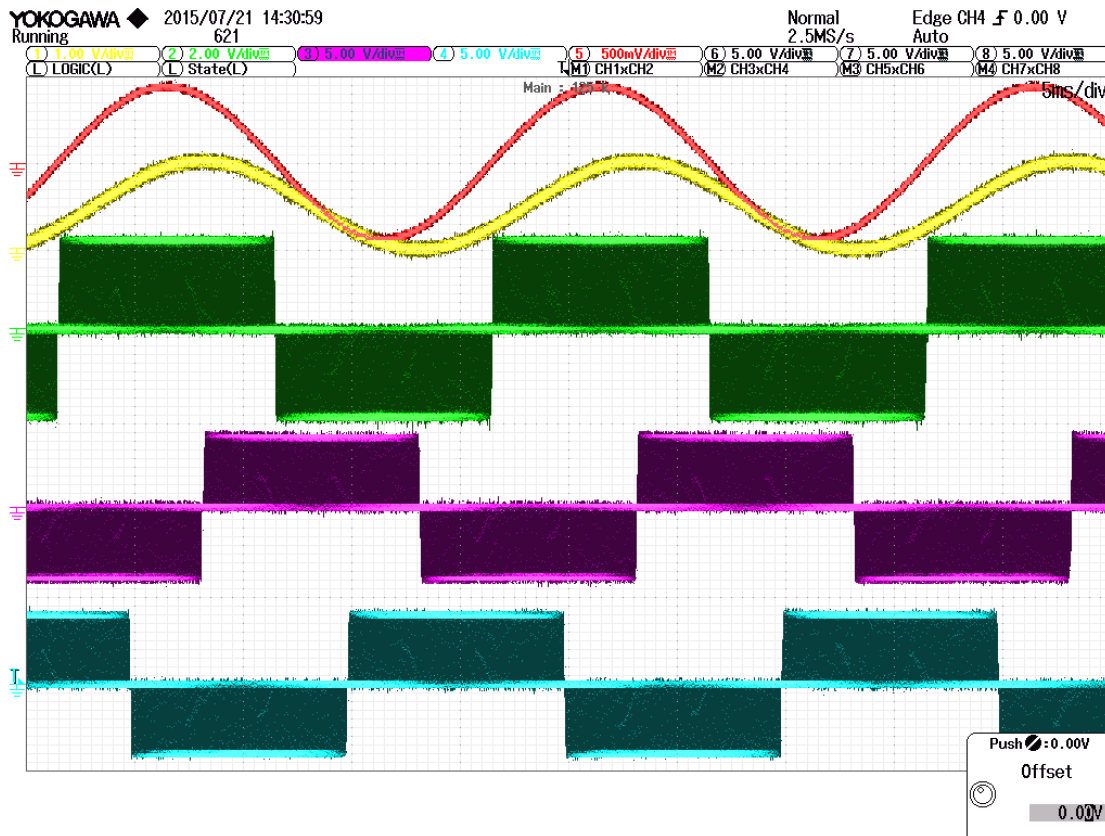 YOKOGAWA ◆ 2015/07/21 14:30:59 Normal Edge CH4 0.00 V
Running 621 2.5MS/s Auto
1 1.00 V/div 2 2.00 V/div 3 5.00 V/div 4 5.00 V/div 5 500mV/div 6 5.00 V/div 7 5.00 V/div 8 5.00 V/div
L LOGIC(L) L State(L) M1 CH1xCH2 M2 CH3xCH4 M3 CH5xCH6 M4 CH7xCH8
Main : 125 k 5ms/div
Push :0.00V
Offset
0.00V